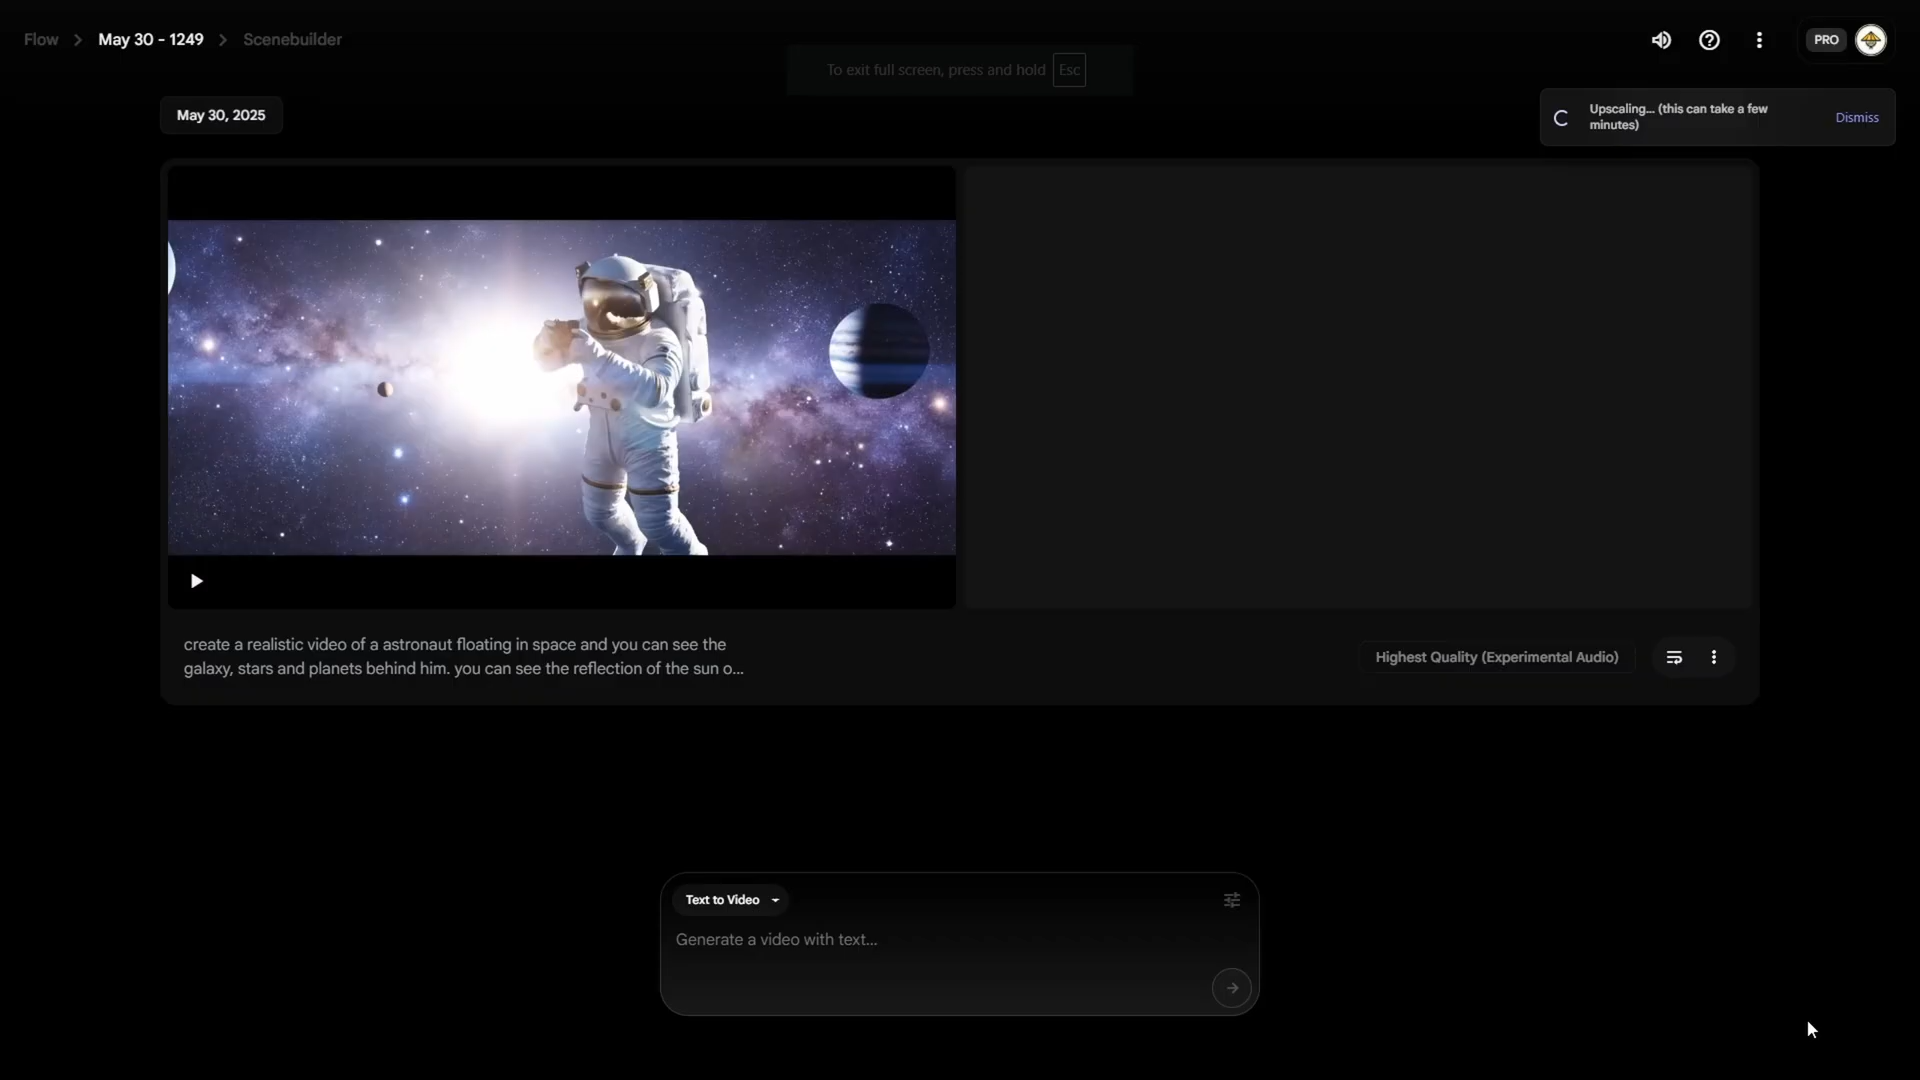 Flow
May 30 - 1249
Scenebuilder
To exit full screen, press and hold Esc
PRO
May 30, 2025
Upscaling... (this can take a few
minutes)
Dismiss
create a realistic video of a astronaut floating in space and you can see the
galaxy, stars and planets behind him. you can see the reflection of the sun o...
Highest Quality (Experimental Audio)
Text to Video
Generate a video with text...